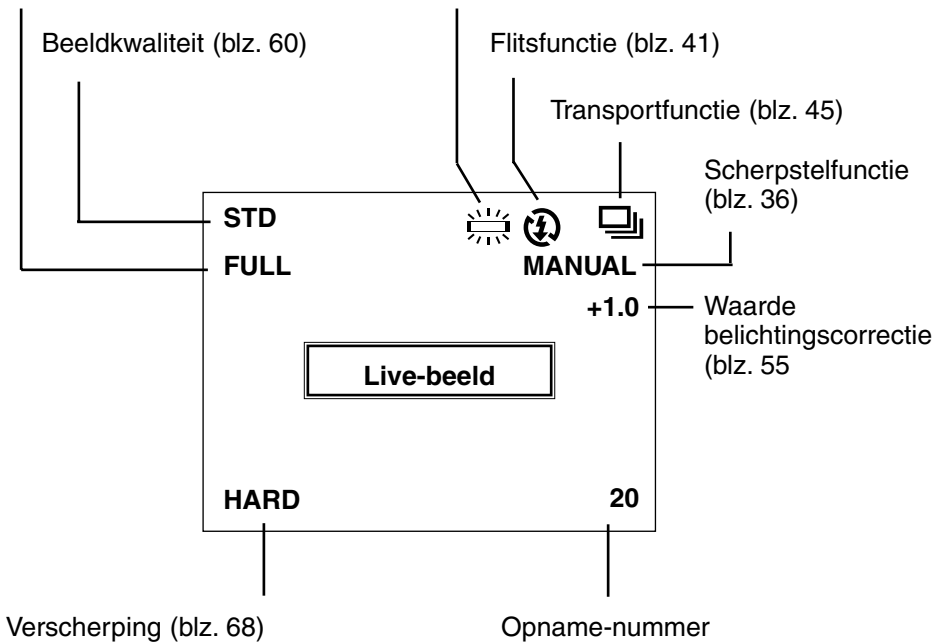 Beeldkwaliteit (blz. 60)
Flitsfunctie (blz. 41)
Transportfunctie (blz. 45)
Scherpstelfunctie
(blz. 36)
STD
FULL
MANUAL
+1.0
Waarde
belichtingscorrectie
(blz. 55
Live-beeld
HARD
20
Verscherping (blz. 68)
Opname-nummer